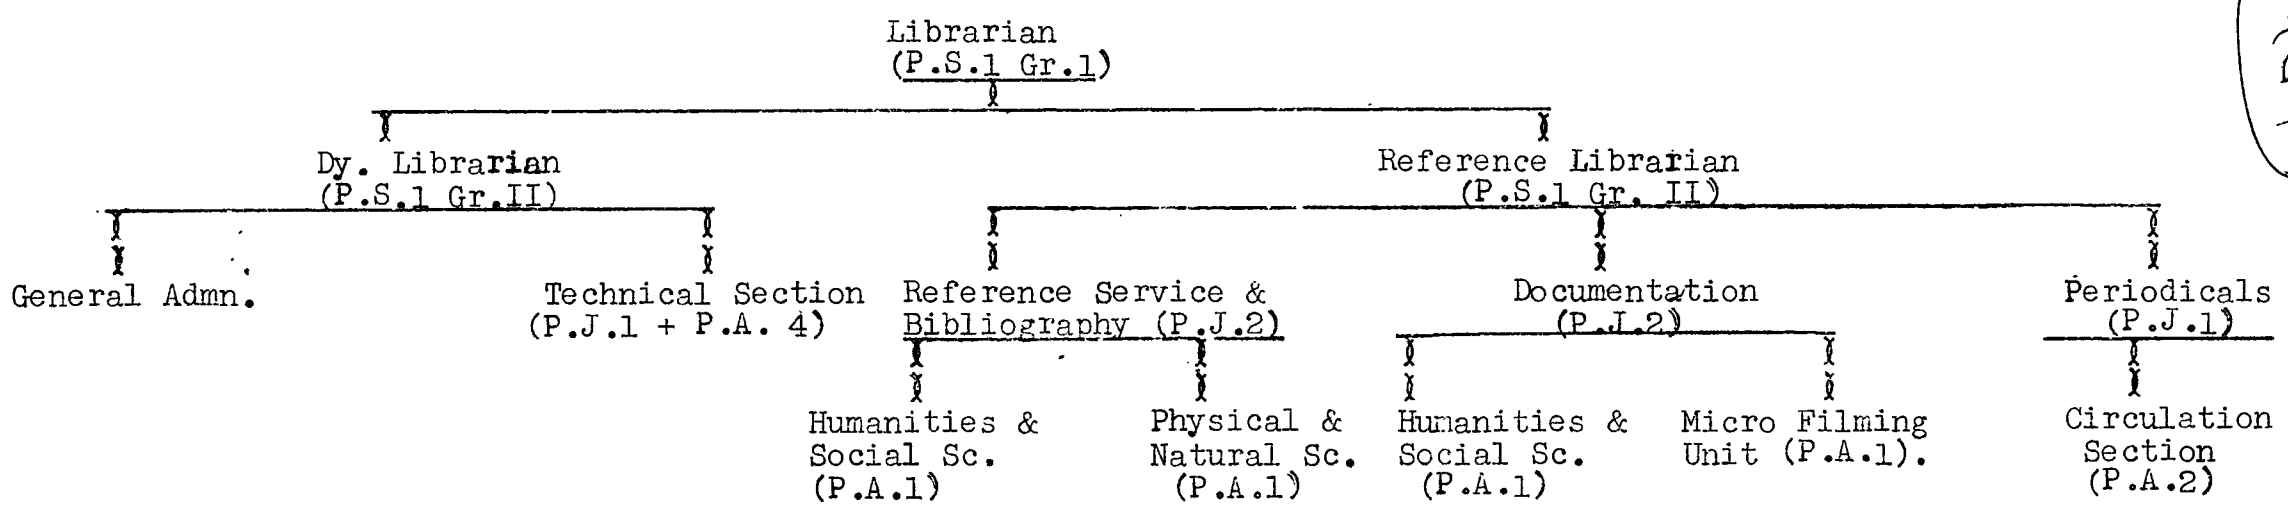 Librarian
(P.S.1 Gr.1)
Dy. Librarian
(P.S.1 Gr.II)
Reference Librarian
(P.S.1 Gr. II)
General Admn.
Technical Section
(P.J.1 + P.A. 4)
Reference Service &
Bibliography (P.J.2)
Documentation
(P.J.2)
Periodicals
(P.J.1)
Humanities &
Social Sc.
(P.A.1)
Physical &
Natural Sc.
(P.A.1)
Humanities &
Social Sc.
(P.A.1)
Micro Filming
Unit (P.A.1).
Circulation
Section
(P.A.2)